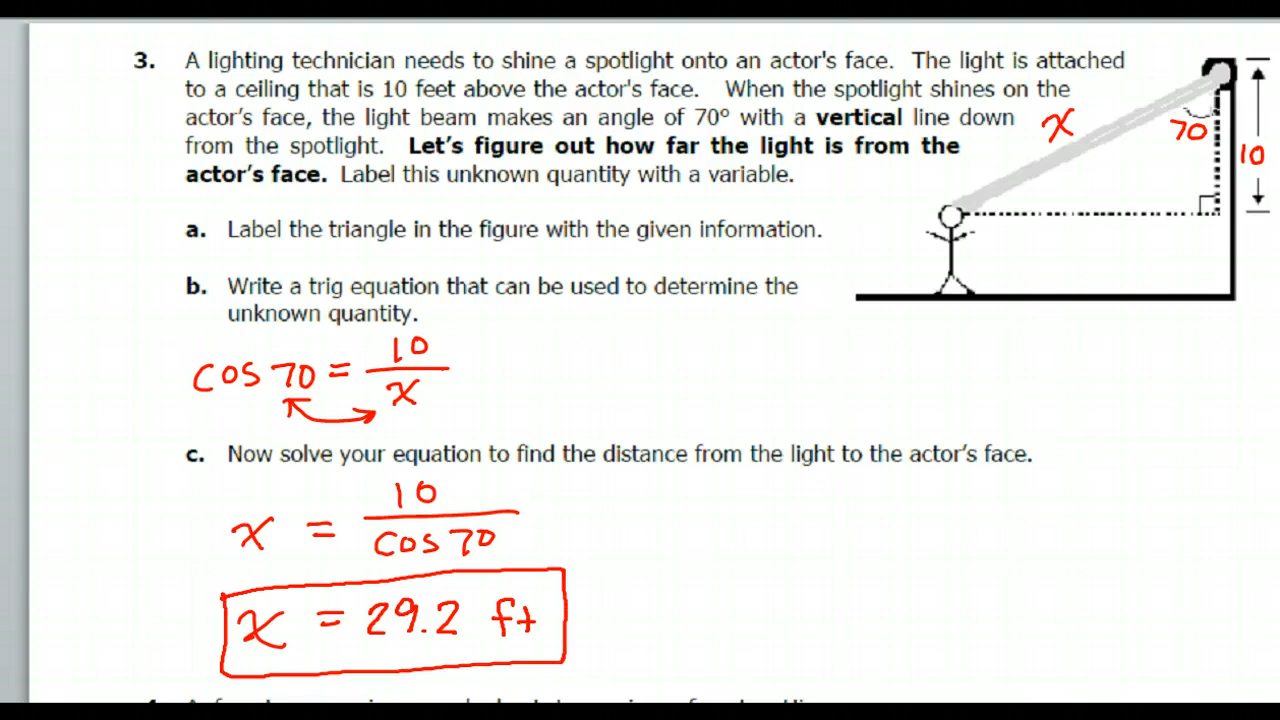 3. A lighting technician needs to shine a spotlight onto an actor's face. The light is attached
to a ceiling that is 10 feet above the actor's face. When the spotlight shines on the
actor's face, the light beam makes an angle of 70º with a vertical line down
from the spotlight. Let's figure out how far the light is from the
actor's face. Label this unknown quantity with a variable.
x
70
10
a. Label the triangle in the figure with the given information.
b. Write a trig equation that can be used to determine the
unknown quantity.
cos 70 = 10
x
c. Now solve your equation to find the distance from the light to the actor's face.
x = 10
cos 70
x = 29.2 ft